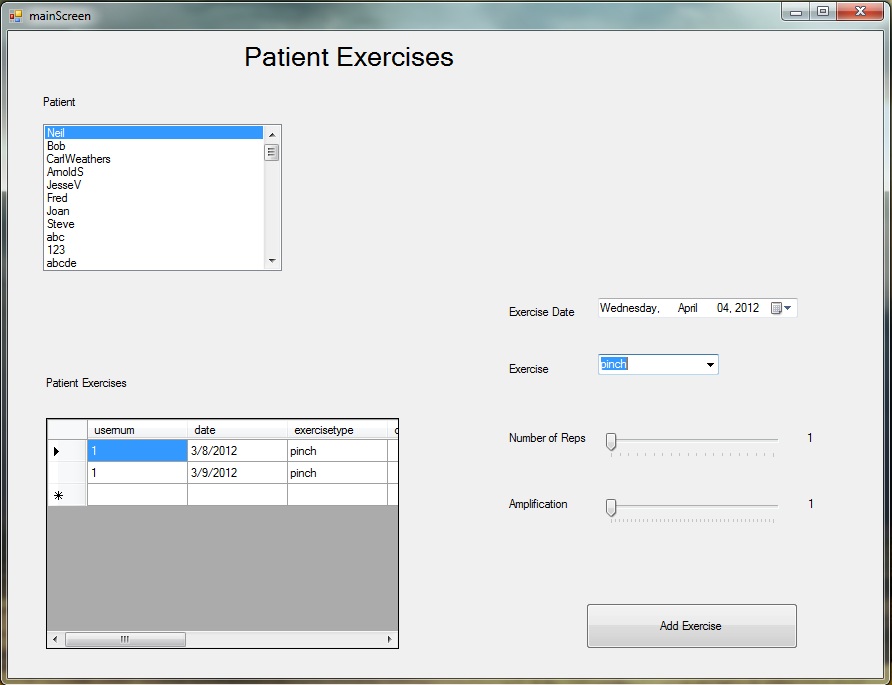 mainScreen
Patient Exercises
Patient
Neil
Bob
CarlWeathers
ArnoldS
JesseV
Fred
Joan
Steve
abc
123
abcde
Exercise Date Wednesday, April 04, 2012
Exercise pinch
Patient Exercises
usernum date exercisetype
1 3/8/2012 pinch
1 3/9/2012 pinch
Number of Reps 1
Amplification 1
Add Exercise